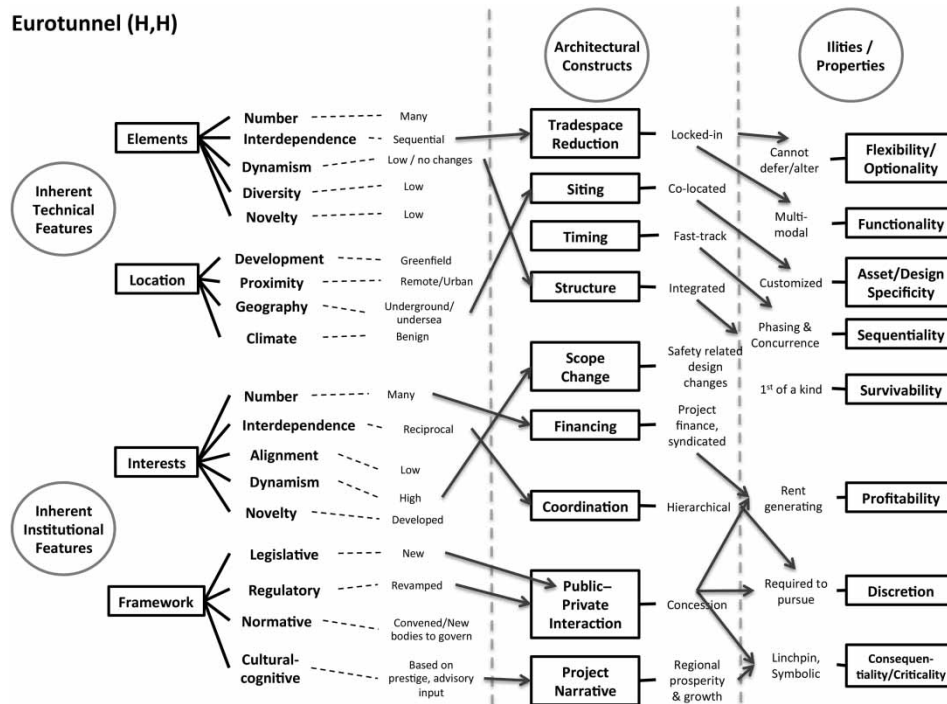 Eurotunnel (H,H)
Architectural
Constructs
Ilities /
Properties
Inherent
Technical
Features
Elements
Number
Many
Interdependence
Sequential
Dynamism
Low / no changes
Diversity
Low
Novelty
Low
Location
Development
Greenfield
Proximity
Remote/Urban
Geography
Underground/
undersea
Climate
Benign
Inherent
Institutional
Features
Interests
Number
Many
Interdependence
Reciprocal
Alignment
Low
Dynamism
High
Novelty
Developed
Framework
Legislative
New
Regulatory
Revamped
Normative
Convened/New
bodies to govern
Cultural-
cognitive
Based on
prestige, advisory
input
Tradespace
Reduction
Locked-in
Siting
Co-located
Timing
Fast-track
Structure
Integrated
Scope
Change
Safety related
design
changes
Financing
Project
finance,
syndicated
Coordination
Hierarchical
Public–
Private
Interaction
Concession
Project
Narrative
Regional
prosperity
& growth
Cannot
defer/alter
Flexibility/
Optionality
Multi-
modal
Functionality
Customized
Asset/Design
Specificity
Phasing &
Concurrence
Sequentiality
1st of a kind
Survivability
Rent
generating
Profitability
Required to
pursue
Discretion
Linchpin,
Symbolic
Consequen-
tiality/Criticality